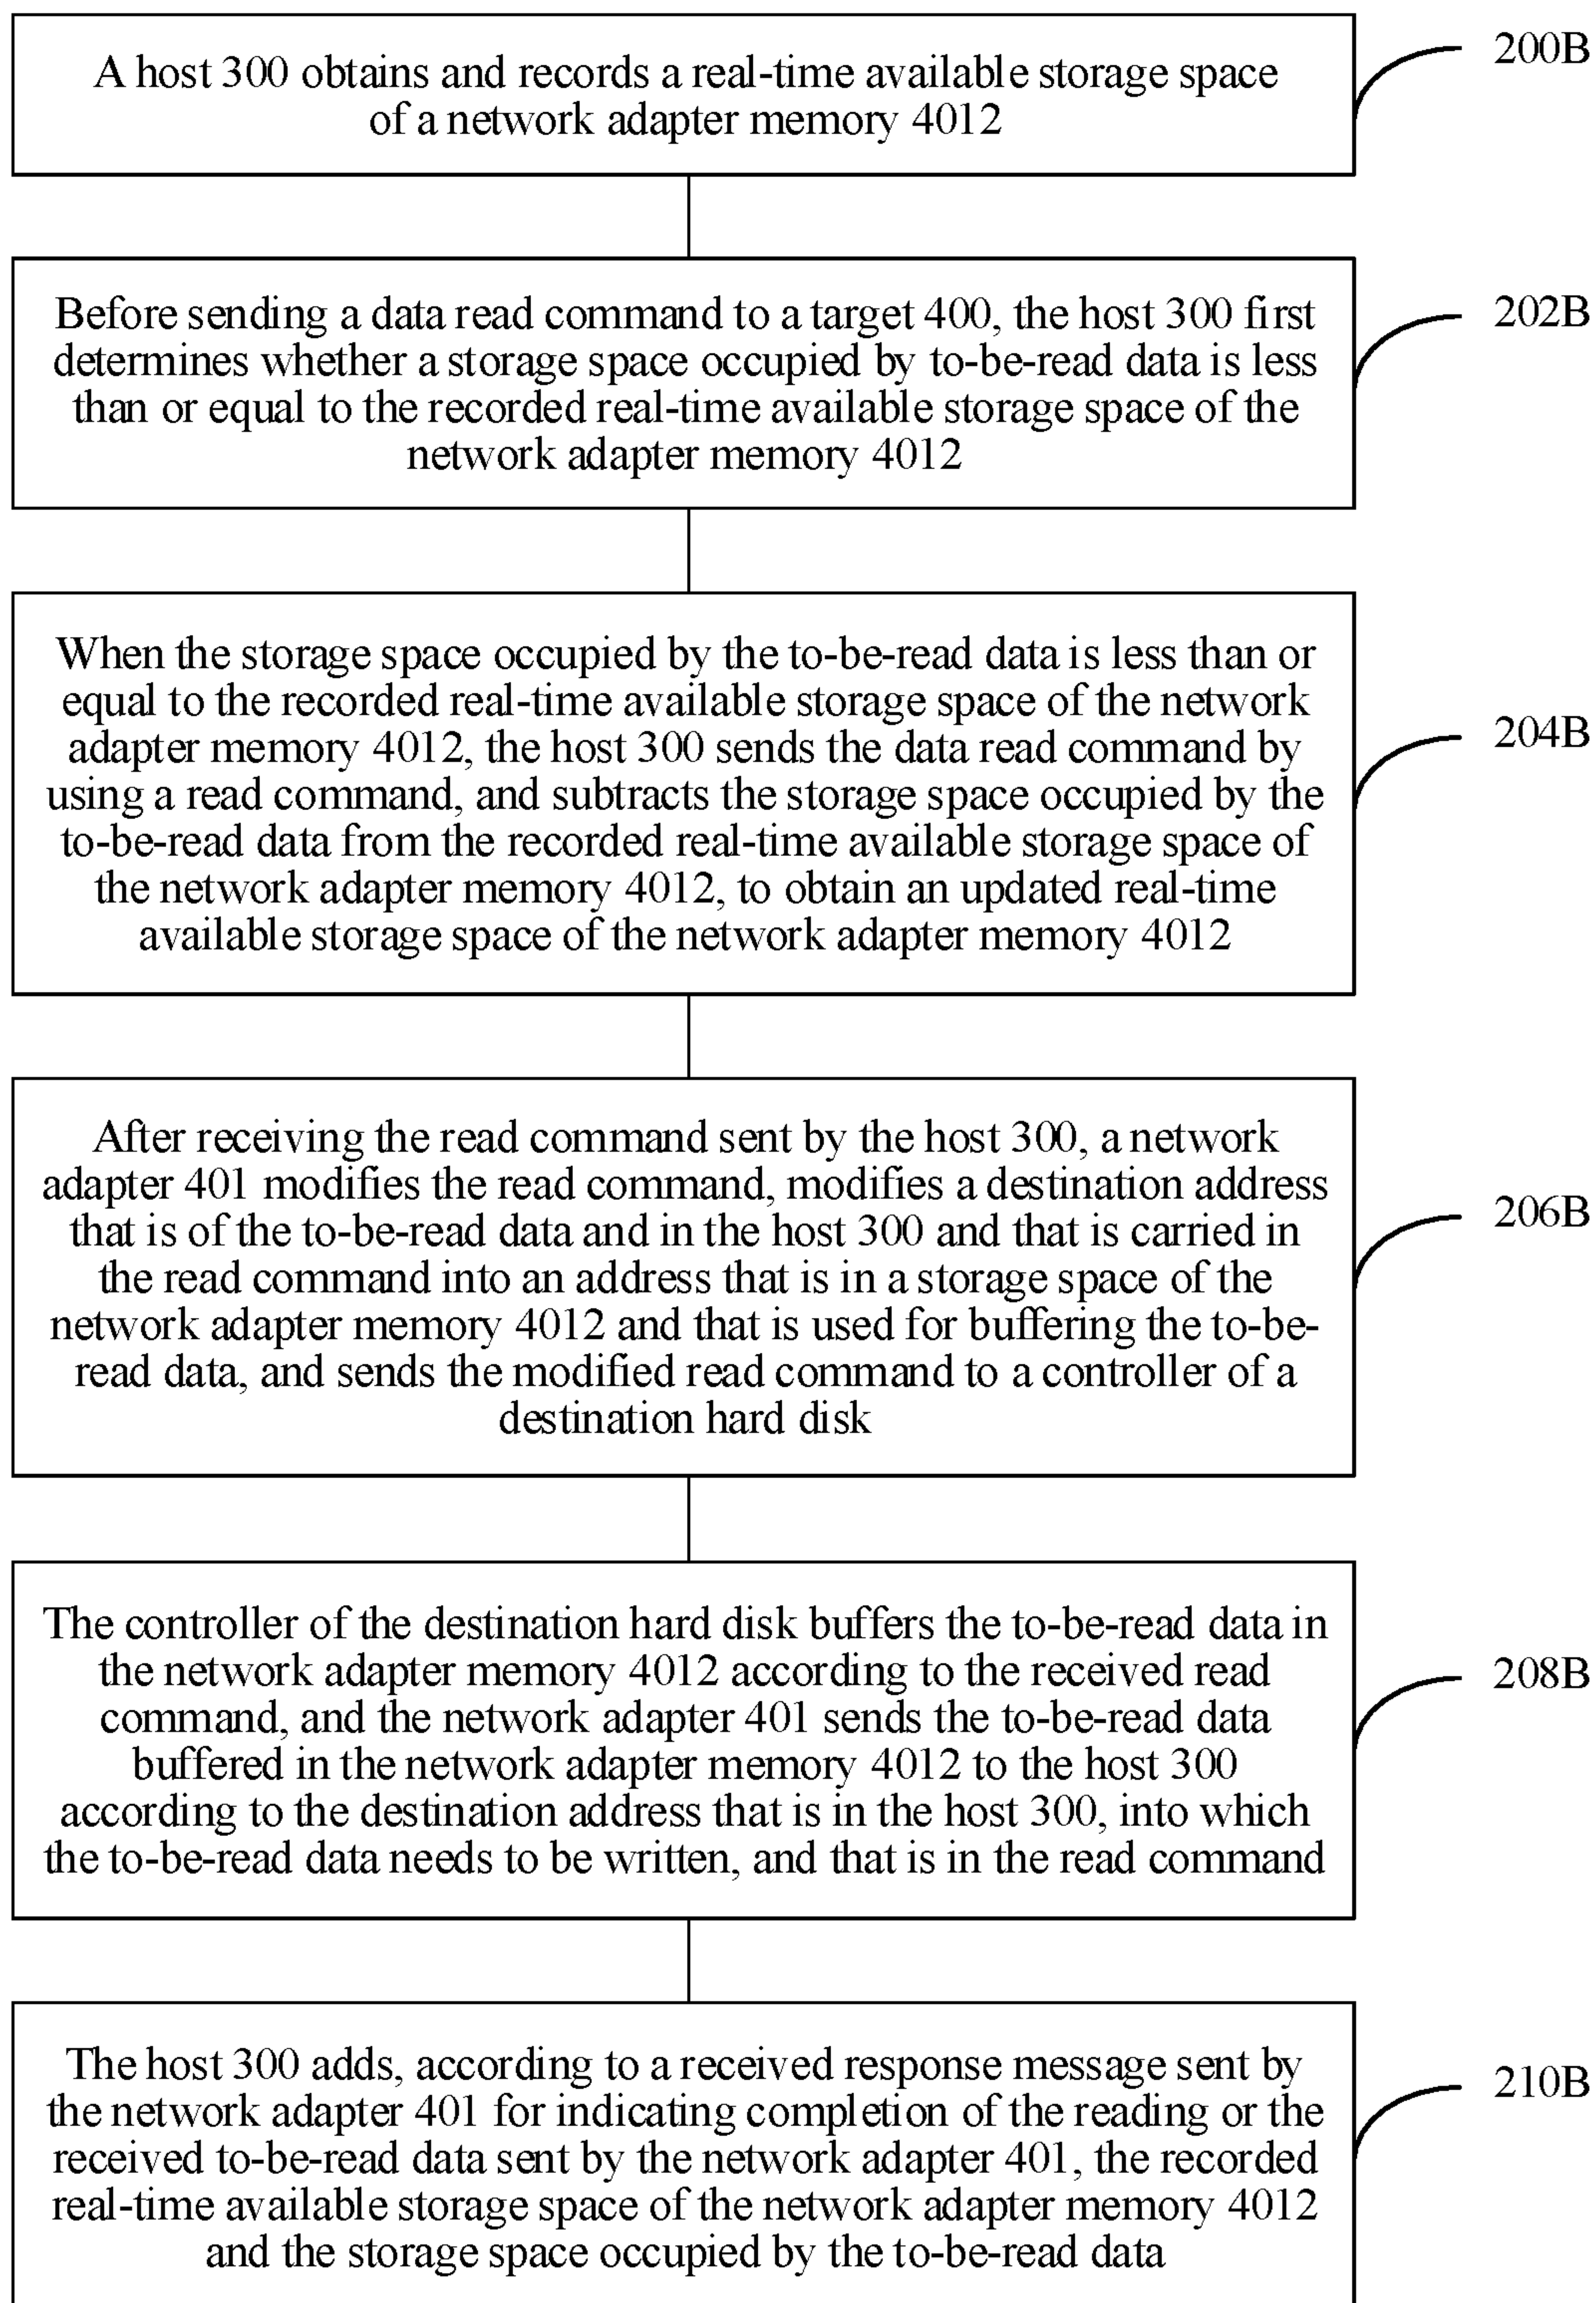 A host 300 obtains and records a real-time available storage space
of a network adapter memory 4012
200B
Before sending a data read command to a target 400, the host 300 first
determines whether a storage space occupied by to-be-read data is less
than or equal to the recorded real-time available storage space of the
network adapter memory 4012
202B
When the storage space occupied by the to-be-read data is less than or
equal to the recorded real-time available storage space of the network
adapter memory 4012, the host 300 sends the data read command by
using a read command, and subtracts the storage space occupied by the
to-be-read data from the recorded real-time available storage space of
the network adapter memory 4012, to obtain an updated real-time
available storage space of the network adapter memory 4012
204B
After receiving the read command sent by the host 300, a network
adapter 401 modifies the read command, modifies a destination address
that is of the to-be-read data and in the host 300 and that is carried in
the read command into an address that is in a storage space of the
network adapter memory 4012 and that is used for buffering the to-be-
read data, and sends the modified read command to a controller of a
destination hard disk
206B
The controller of the destination hard disk buffers the to-be-read data in
the network adapter memory 4012 according to the received read
command, and the network adapter 401 sends the to-be-read data
buffered in the network adapter memory 4012 to the host 300
according to the destination address that is in the host 300, into which
the to-be-read data needs to be written, and that is in the read command
208B
The host 300 adds, according to a received response message sent by
the network adapter 401 for indicating completion of the reading or the
received to-be-read data sent by the network adapter 401, the recorded
real-time available storage space of the network adapter memory 4012
and the storage space occupied by the to-be-read data
210B